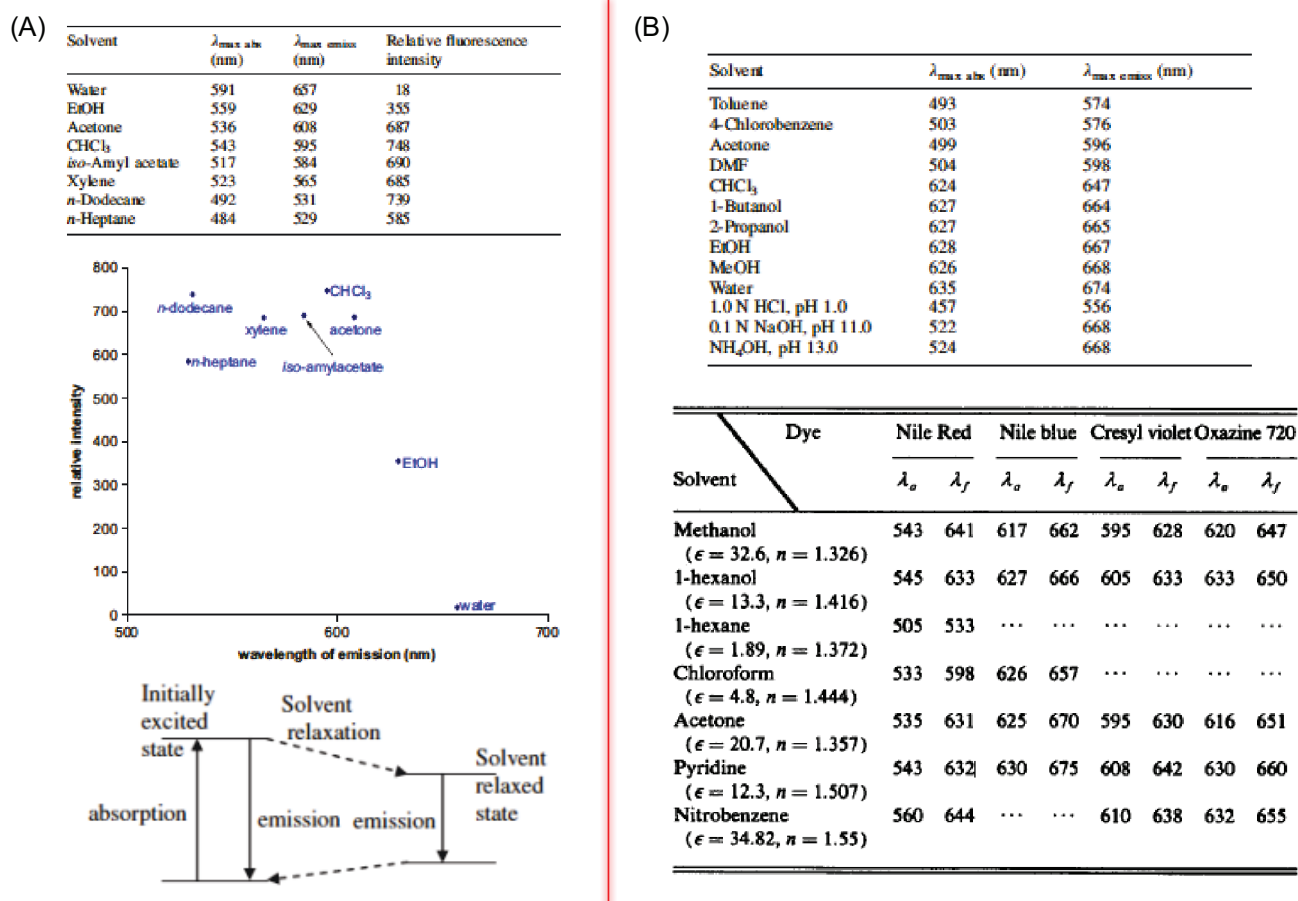 (A)
Solvent λmax abs (nm) λmax emiss (nm) Relative fluorescence intensity
Water 591 657 18
EtOH 559 629 355
Acetone 536 608 687
CHCl3 543 595 748
iso-Amyl acetate 517 584 690
Xylene 523 565 685
n-Dodecane 492 531 739
n-Heptane 484 529 585
800
700
600
500
400
300
200
100
0
500 600 700
relative intensity
wavelength of emission (nm)
n-dodecane
CHCl3
xylene
acetone
n-heptane
iso-amylacetate
EtOH
water
Initially excited state
Solvent relaxation
Solvent relaxed state
absorption
emission
emission
(B)
Solvent λmax abs (nm) λmax emiss (nm)
Toluene 493 574
4-Chlorobenzene 503 576
Acetone 499 596
DMF 504 598
CHCl3 624 647
1-Butanol 627 664
2-Propanol 627 665
EtOH 628 667
MeOH 626 668
Water 635 674
1.0 N HCl, pH 1.0 457 556
0.1 N NaOH, pH 11.0 522 668
NH4OH, pH 13.0 524 668
Dye Nile Red Nile blue Cresyl violet Oxazine 720
Solvent λa λf λa λf λa λf λa λf
Methanol 543 641 617 662 595 628 620 647
(ϵ = 32.6, n = 1.326)
1-hexanol 545 633 627 666 605 633 633 650
(ϵ = 13.3, n = 1.416)
1-hexane 505 533 ··· ··· ··· ··· ··· ···
(ϵ = 1.89, n = 1.372)
Chloroform 533 598 626 657 ··· ··· ··· ···
(ϵ = 4.8, n = 1.444)
Acetone 535 631 625 670 595 630 616 651
(ϵ = 20.7, n = 1.357)
Pyridine 543 632 630 675 608 642 630 660
(ϵ = 12.3, n = 1.507)
Nitrobenzene 560 644 ··· ··· 610 638 632 655
(ϵ = 34.82, n = 1.55)